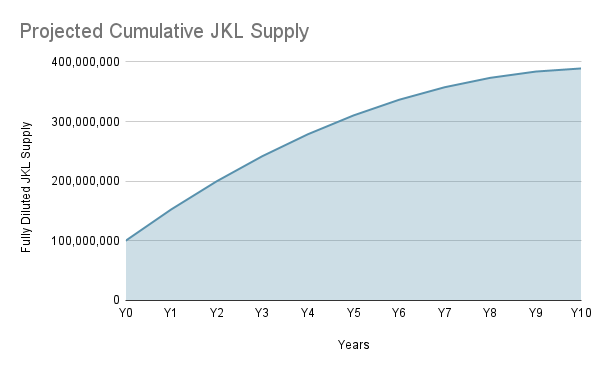 Projected Cumulative JKL Supply
Fully Diluted JKL Supply
400,000,000
300,000,000
200,000,000
100,000,000
0
Y0 Y1 Y2 Y3 Y4 Y5 Y6 Y7 Y8 Y9 Y10
Years